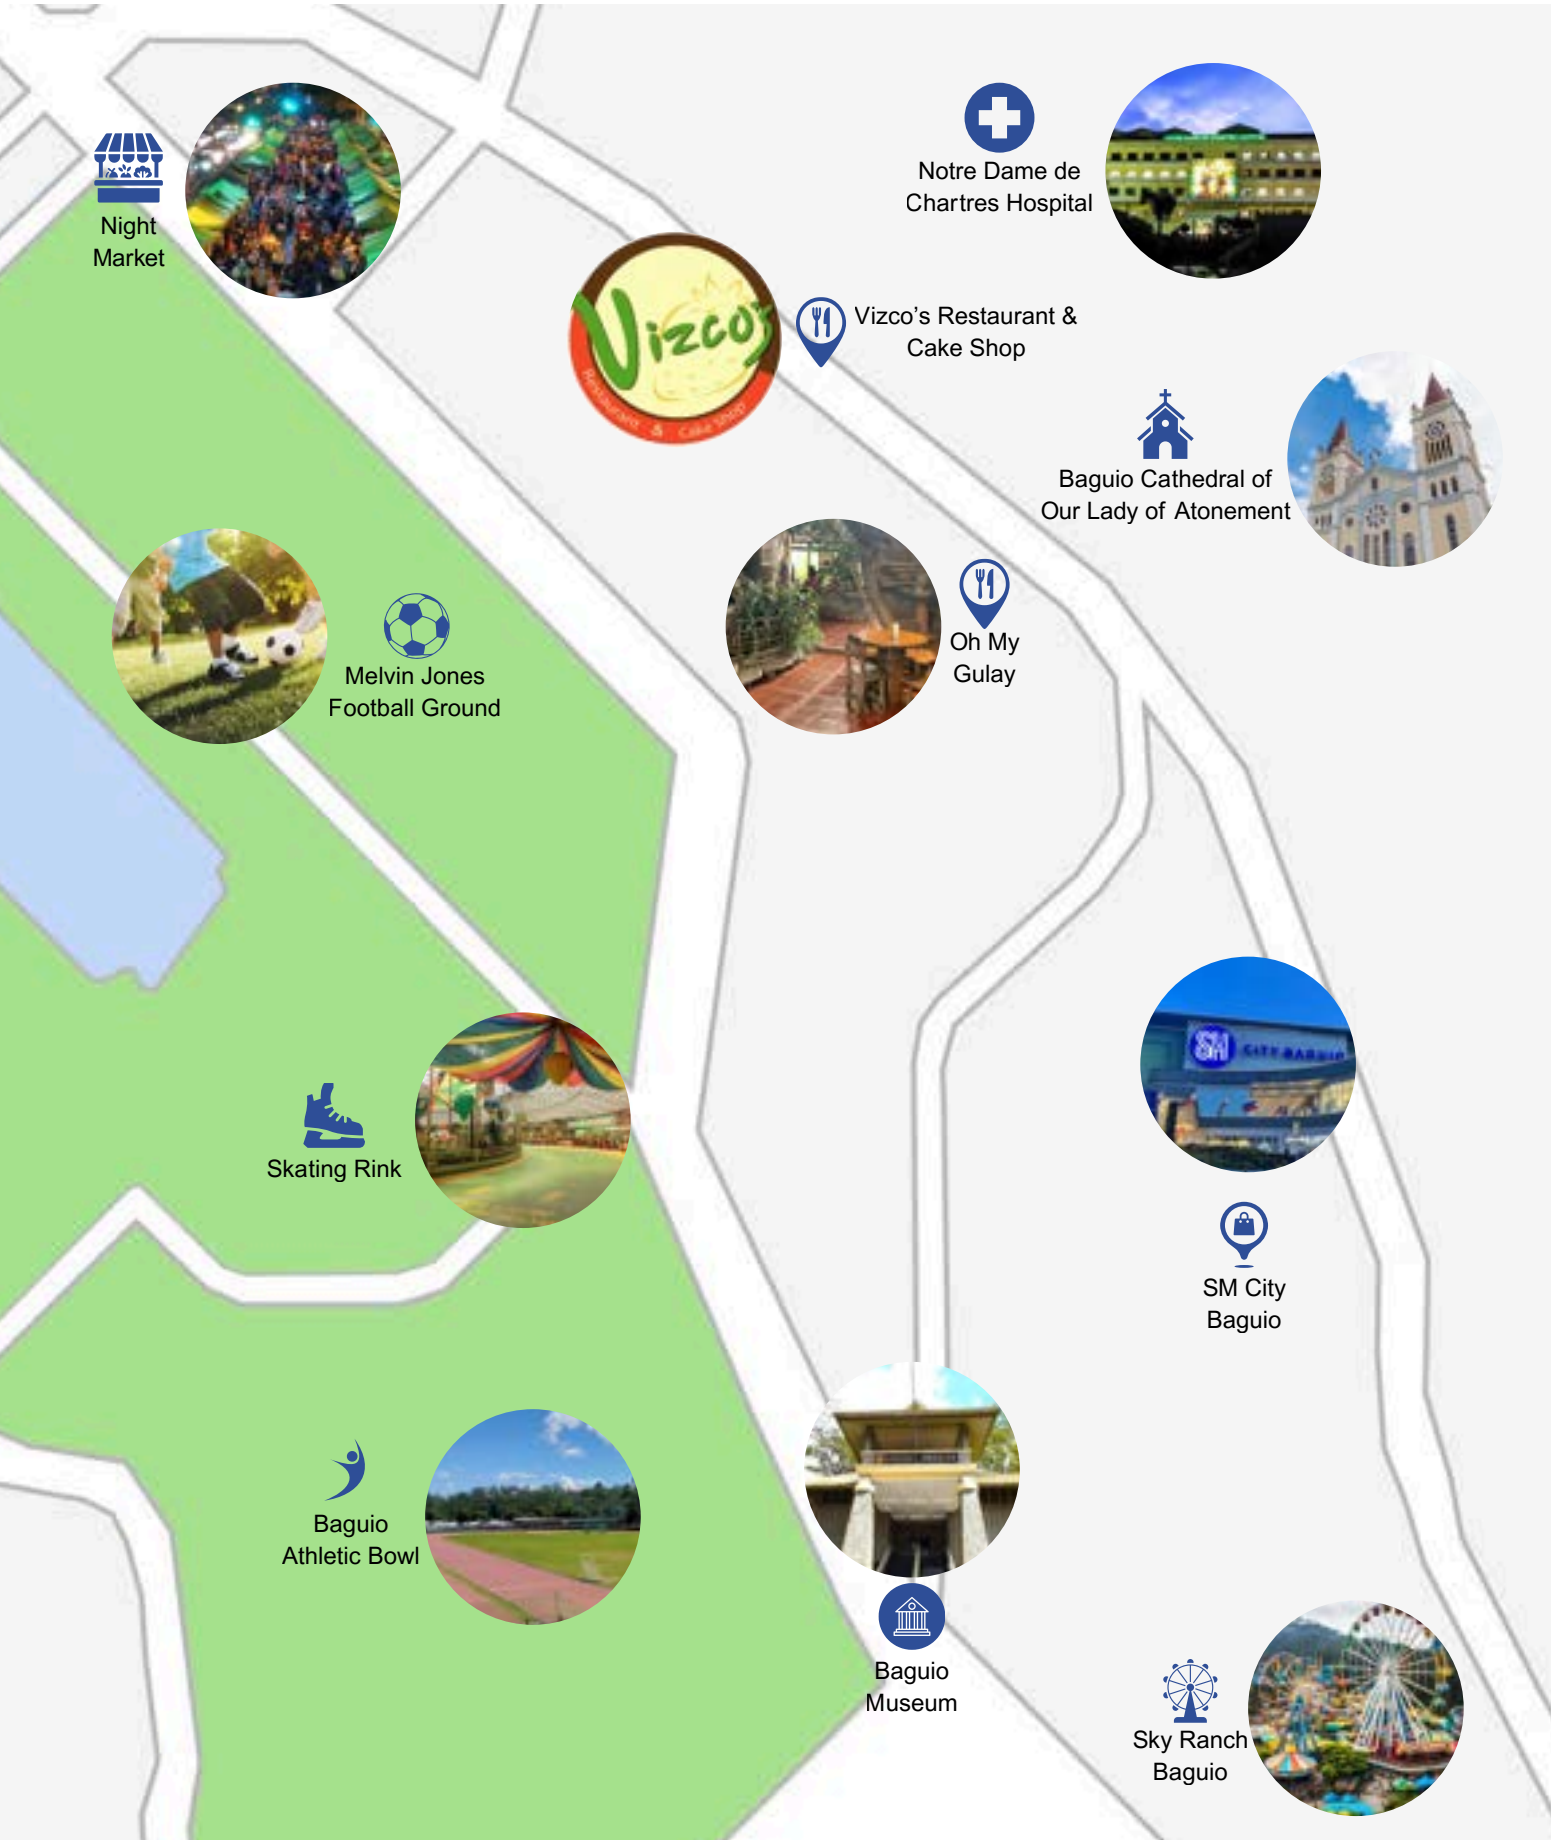 Night
Market
Notre Dame de
Chartres Hospital
Vizco's
Restaurant & Cake Shop
Vizco’s Restaurant &
Cake Shop
Baguio Cathedral of
Our Lady of Atonement
Melvin Jones
Football Ground
Oh My
Gulay
SM CITY BAGUIO
Skating Rink
SM City
Baguio
Baguio
Athletic Bowl
Baguio
Museum
Sky Ranch
Baguio